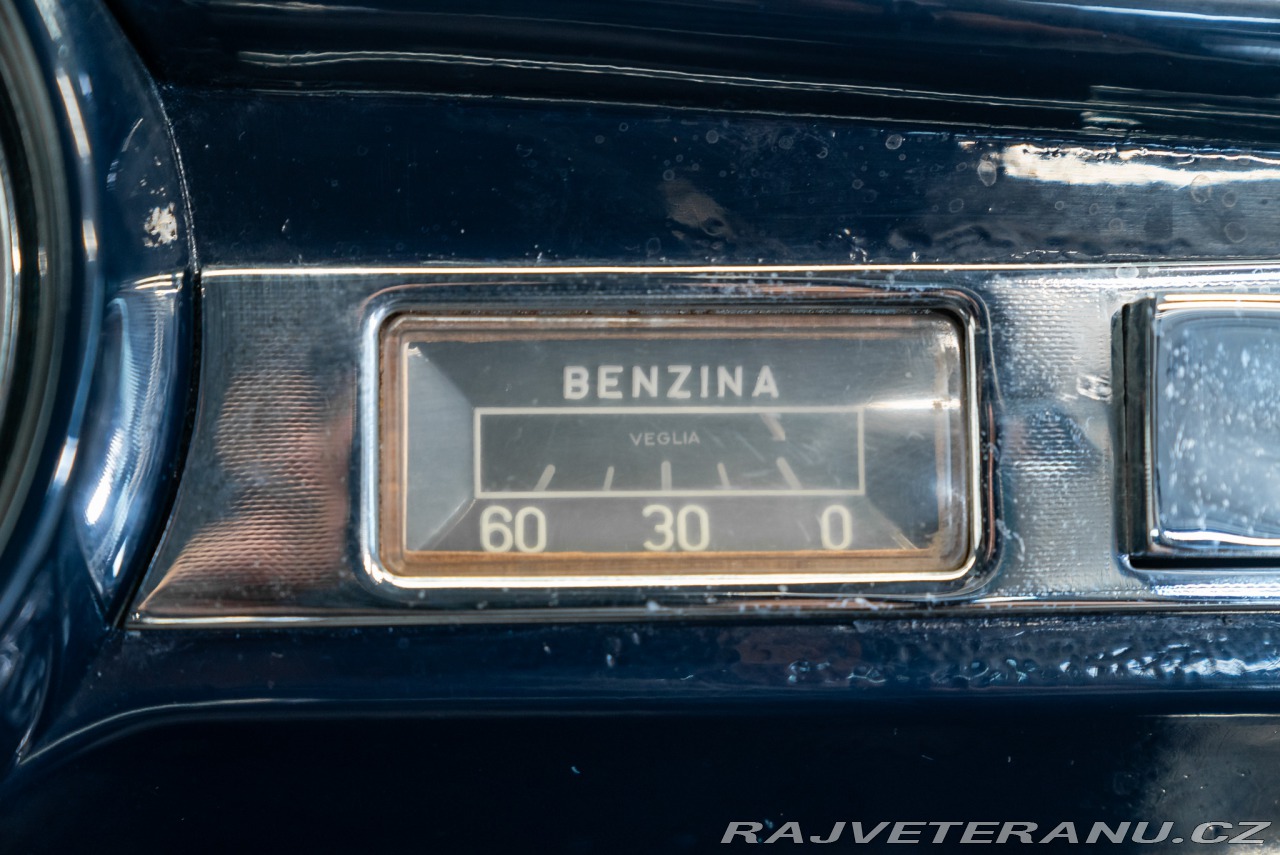 BENZINA
VEGLIA
60 30 0
RAJVETERANU.CZ